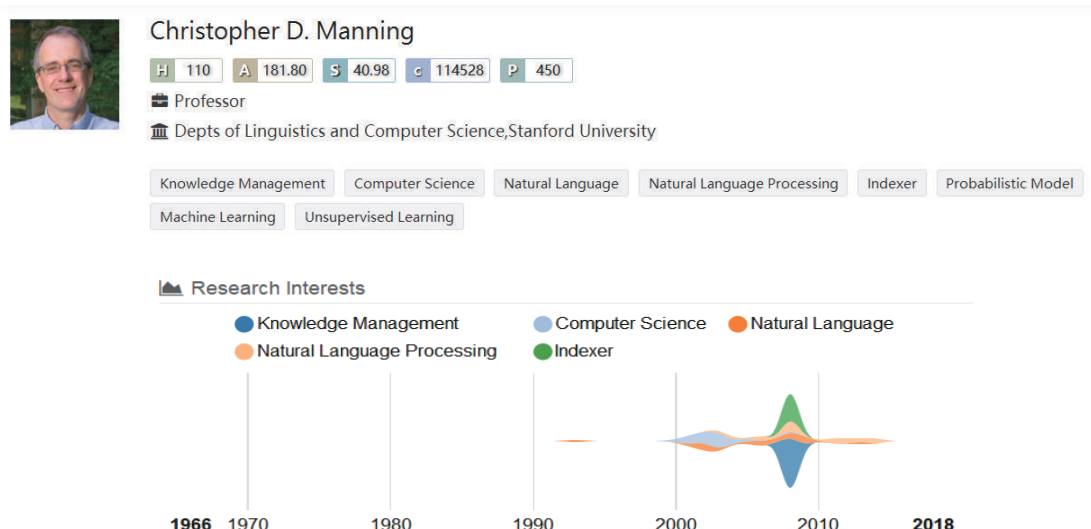 Christopher D. Manning
H 110 A 181.80 S 40.98 c 114528 P 450
Professor
Depts of Linguistics and Computer Science,Stanford University
Knowledge Management Computer Science Natural Language Natural Language Processing Indexer Probabilistic Model
Machine Learning Unsupervised Learning
Research Interests
Knowledge Management Computer Science Natural Language
Natural Language Processing Indexer
1966 1970 1980 1990 2000 2010 2018